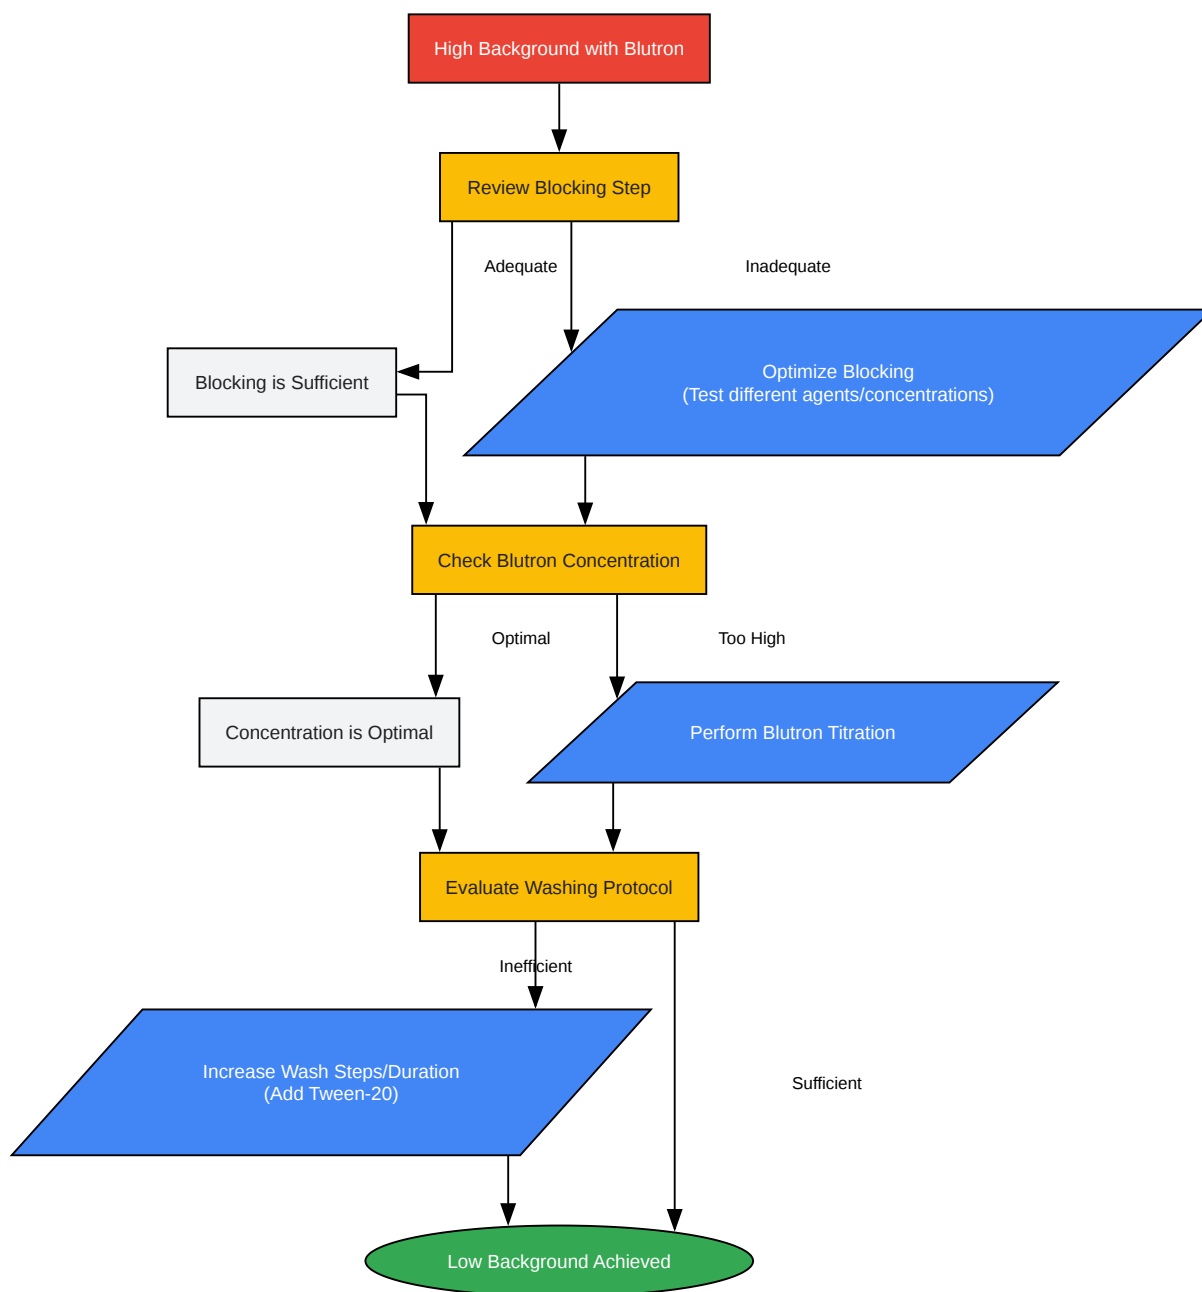 High Background with Blutron
Review Blocking Step
Adequate
Inadequate
Blocking is Sufficient
Optimize Blocking
(Test different agents/concentrations)
Check Blutron Concentration
Optimal
Too High
Concentration is Optimal
Perform Blutron Titration
Evaluate Washing Protocol
Inefficient
Increase Wash Steps/Duration
(Add Tween-20)
Sufficient
Low Background Achieved